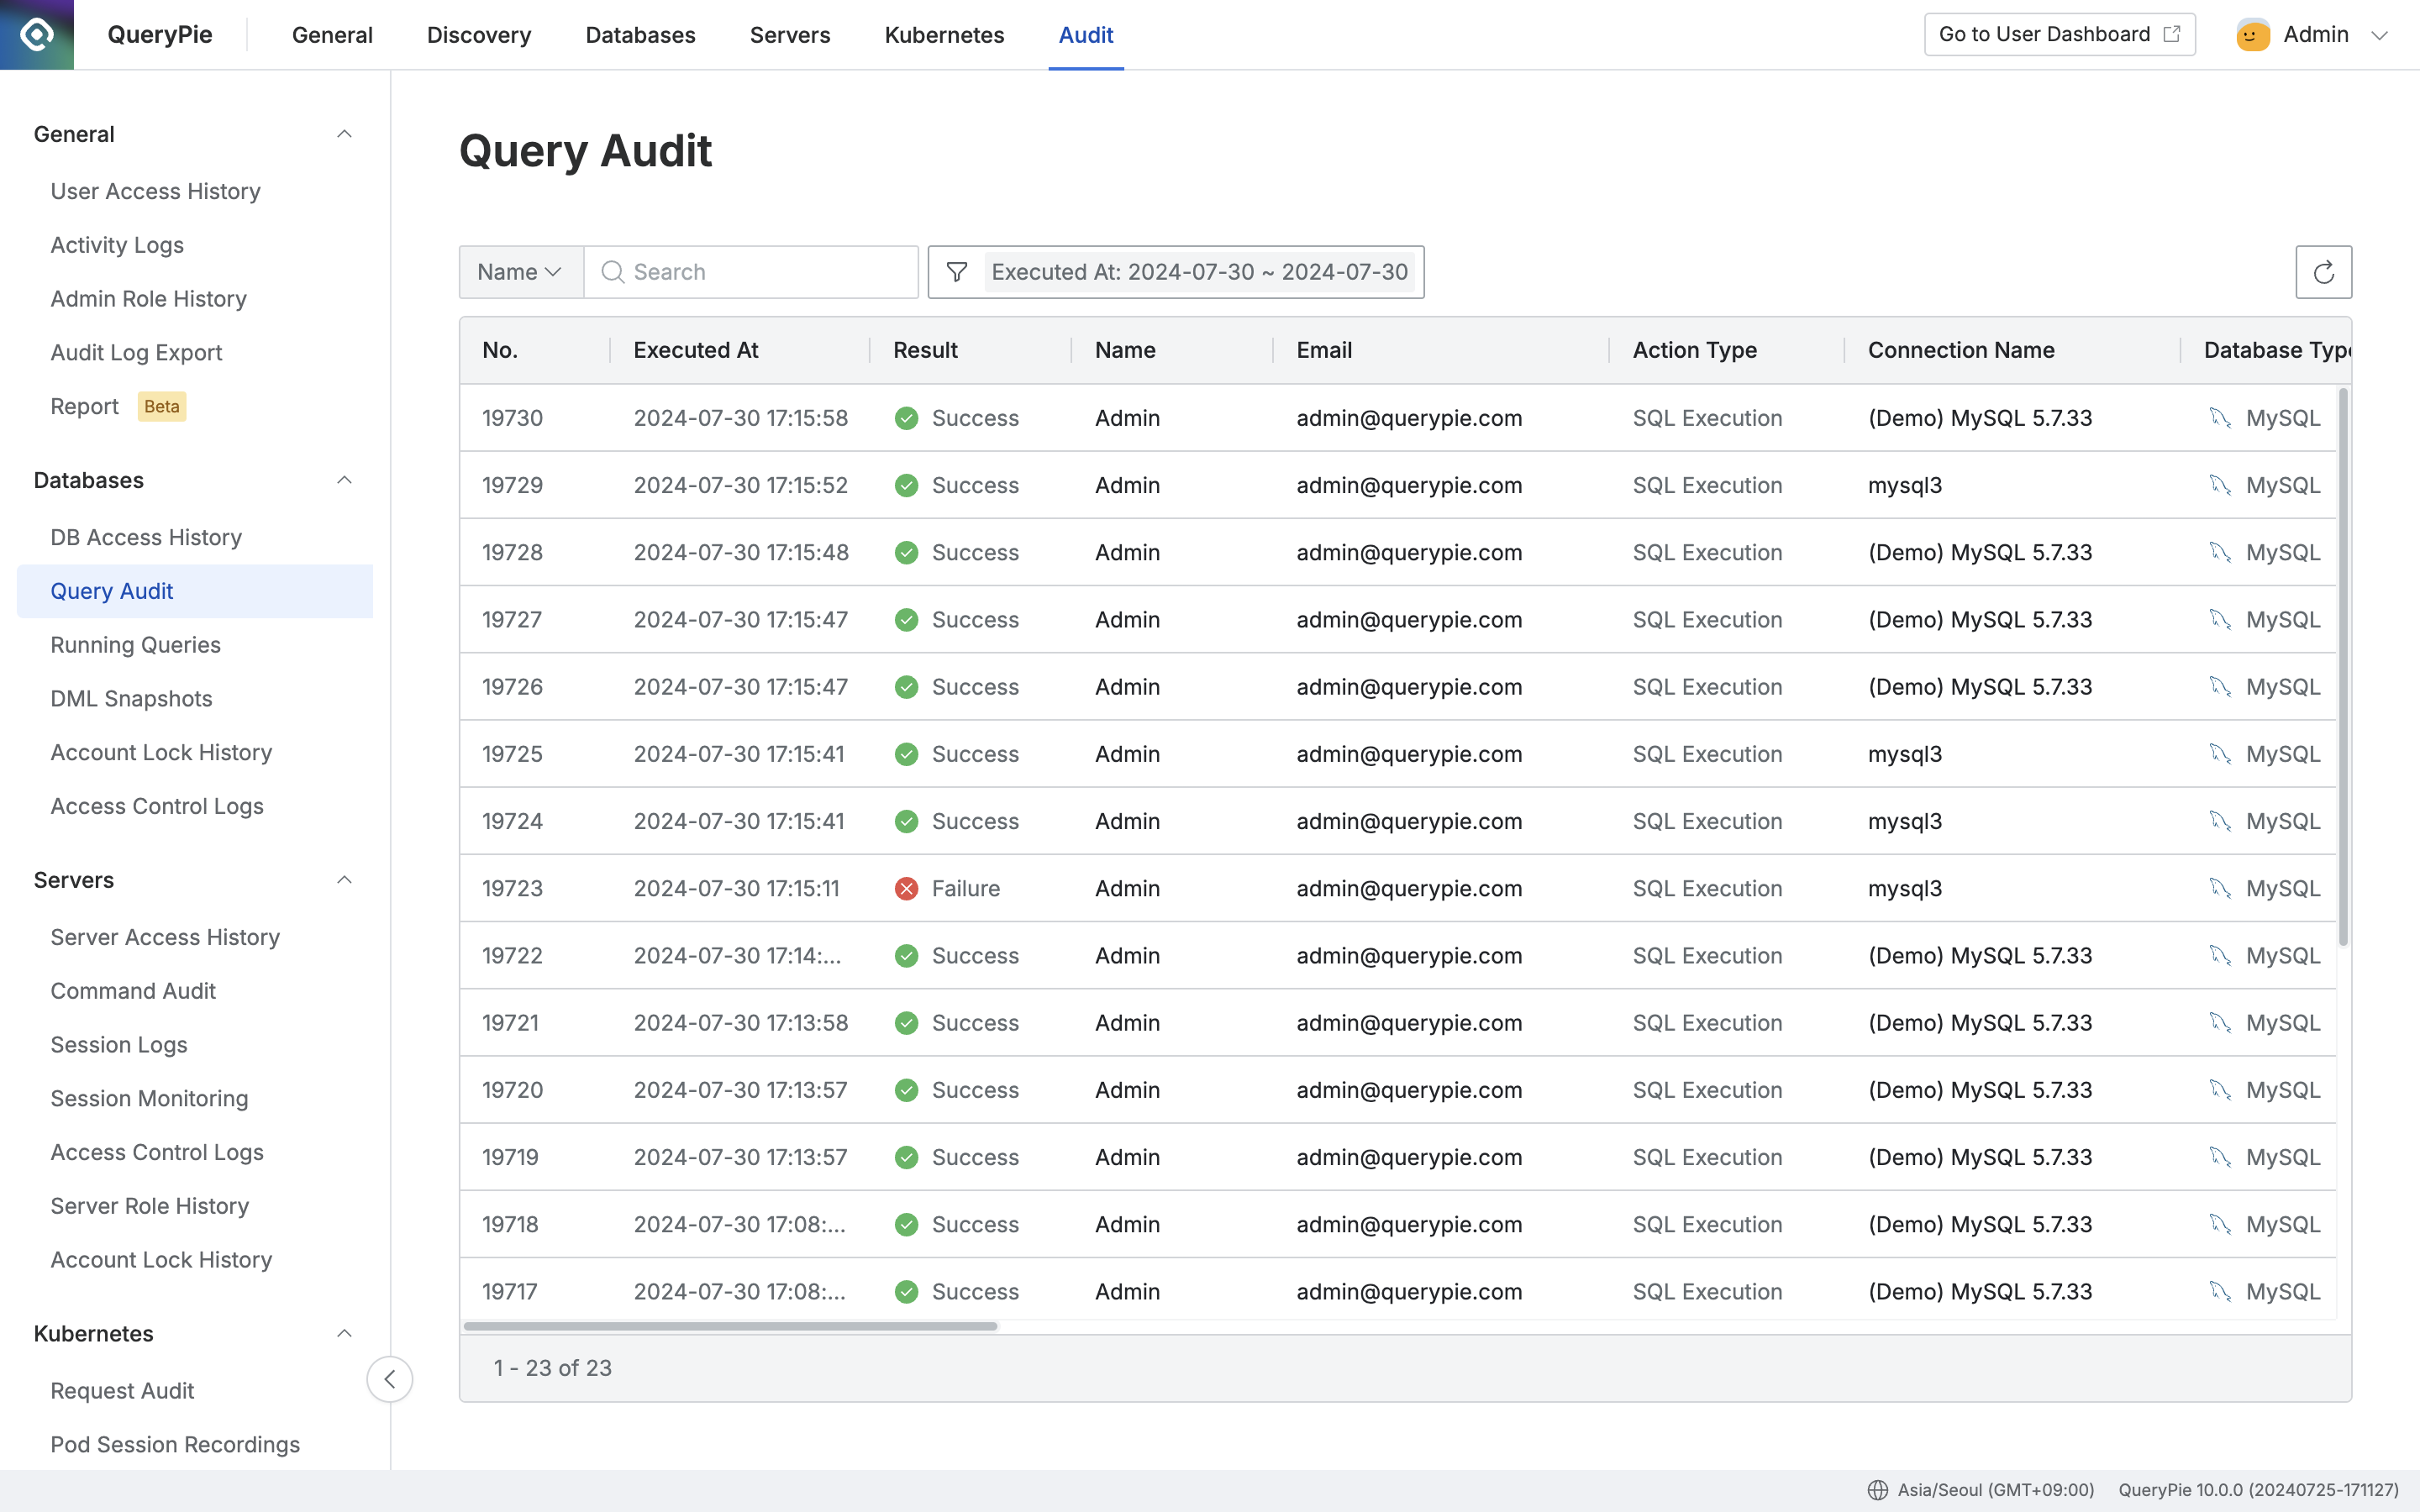 QueryPie General Discovery Databases Servers Kubernetes Audit Go to User Dashboard Admin
General
User Access History
Activity Logs
Admin Role History
Audit Log Export
Report Beta
Databases
DB Access History
Query Audit
Running Queries
DML Snapshots
Account Lock History
Access Control Logs
Servers
Server Access History
Command Audit
Session Logs
Session Monitoring
Access Control Logs
Server Role History
Account Lock History
Kubernetes
Request Audit
Pod Session Recordings
Query Audit
Name Search Executed At: 2024-07-30 ~ 2024-07-30
No. Executed At Result Name Email Action Type Connection Name Database Type
19730 2024-07-30 17:15:58 Success Admin admin@querypie.com SQL Execution (Demo) MySQL 5.7.33 MySQL
19729 2024-07-30 17:15:52 Success Admin admin@querypie.com SQL Execution mysql3 MySQL
19728 2024-07-30 17:15:48 Success Admin admin@querypie.com SQL Execution (Demo) MySQL 5.7.33 MySQL
19727 2024-07-30 17:15:47 Success Admin admin@querypie.com SQL Execution (Demo) MySQL 5.7.33 MySQL
19726 2024-07-30 17:15:47 Success Admin admin@querypie.com SQL Execution (Demo) MySQL 5.7.33 MySQL
19725 2024-07-30 17:15:41 Success Admin admin@querypie.com SQL Execution mysql3 MySQL
19724 2024-07-30 17:15:41 Success Admin admin@querypie.com SQL Execution mysql3 MySQL
19723 2024-07-30 17:15:11 Failure Admin admin@querypie.com SQL Execution mysql3 MySQL
19722 2024-07-30 17:14:... Success Admin admin@querypie.com SQL Execution (Demo) MySQL 5.7.33 MySQL
19721 2024-07-30 17:13:58 Success Admin admin@querypie.com SQL Execution (Demo) MySQL 5.7.33 MySQL
19720 2024-07-30 17:13:57 Success Admin admin@querypie.com SQL Execution (Demo) MySQL 5.7.33 MySQL
19719 2024-07-30 17:13:57 Success Admin admin@querypie.com SQL Execution (Demo) MySQL 5.7.33 MySQL
19718 2024-07-30 17:08:... Success Admin admin@querypie.com SQL Execution (Demo) MySQL 5.7.33 MySQL
19717 2024-07-30 17:08:... Success Admin admin@querypie.com SQL Execution (Demo) MySQL 5.7.33 MySQL
1 - 23 of 23
Asia/Seoul (GMT+09:00) QueryPie 10.0.0 (20240725-171127)